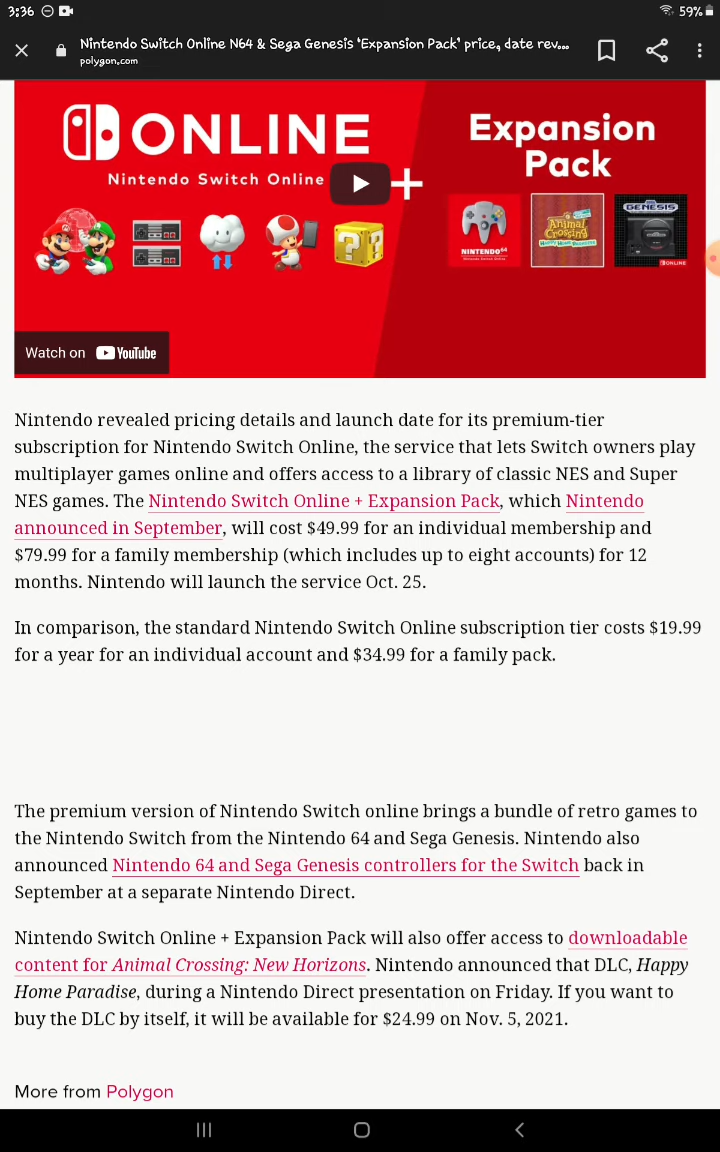 3:36
59%
Nintendo Switch Online N64 & Sega Genesis ‘Expansion Pack’ price, date rev...
polygon.com
ONLINE
Nintendo Switch Online
+
Expansion
Pack
NINTENDO 64
Nintendo Switch Online
Animal Crossing
HAPPY HOME PARADISE
GENESIS
ONLINE
Watch on YouTube
Nintendo revealed pricing details and launch date for its premium-tier
subscription for Nintendo Switch Online, the service that lets Switch owners play
multiplayer games online and offers access to a library of classic NES and Super
NES games. The Nintendo Switch Online + Expansion Pack, which Nintendo
announced in September, will cost $49.99 for an individual membership and
$79.99 for a family membership (which includes up to eight accounts) for 12
months. Nintendo will launch the service Oct. 25.
In comparison, the standard Nintendo Switch Online subscription tier costs $19.99
for a year for an individual account and $34.99 for a family pack.
The premium version of Nintendo Switch online brings a bundle of retro games to
the Nintendo Switch from the Nintendo 64 and Sega Genesis. Nintendo also
announced Nintendo 64 and Sega Genesis controllers for the Switch back in
September at a separate Nintendo Direct.
Nintendo Switch Online + Expansion Pack will also offer access to downloadable
content for Animal Crossing: New Horizons. Nintendo announced that DLC, Happy
Home Paradise, during a Nintendo Direct presentation on Friday. If you want to
buy the DLC by itself, it will be available for $24.99 on Nov. 5, 2021.
More from Polygon